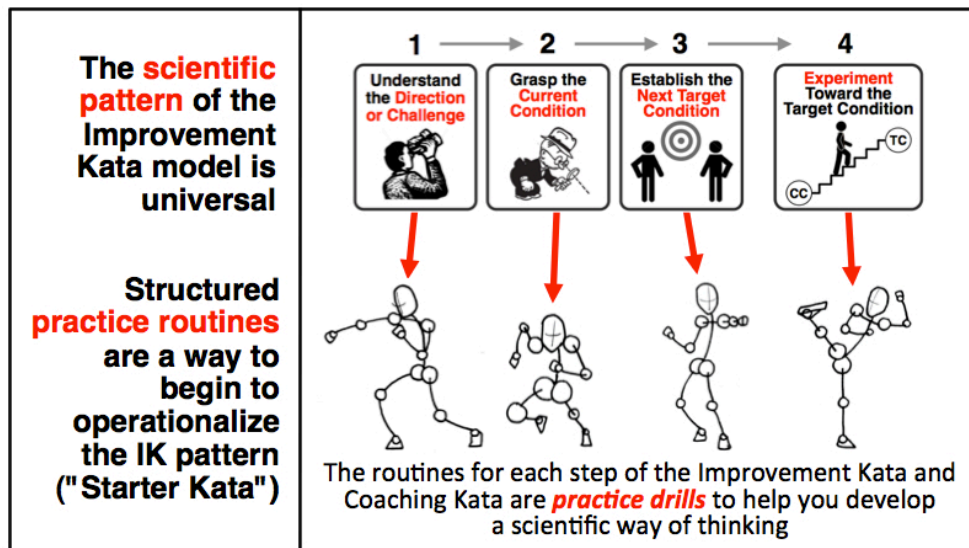 The scientific
pattern of the
Improvement
Kata model is
universal
Structured
practice routines
are a way to
begin to
operationalize
the IK pattern
("Starter Kata")
1
2
3
4
Understand
the Direction
or Challenge
Grasp the
Current
Condition
Establish the
Next Target
Condition
Experiment
Toward the
Target Condition
TC
CC
The routines for each step of the Improvement Kata and
Coaching Kata are practice drills to help you develop
a scientific way of thinking